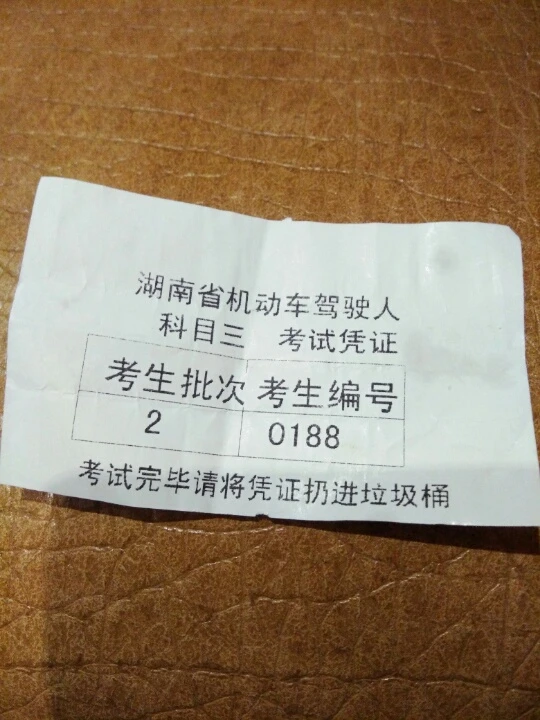 湖南省机动车驾驶人
科目三 考试凭证
考生批次 考生编号
2 0188
考试完毕请将凭证扔进垃圾桶